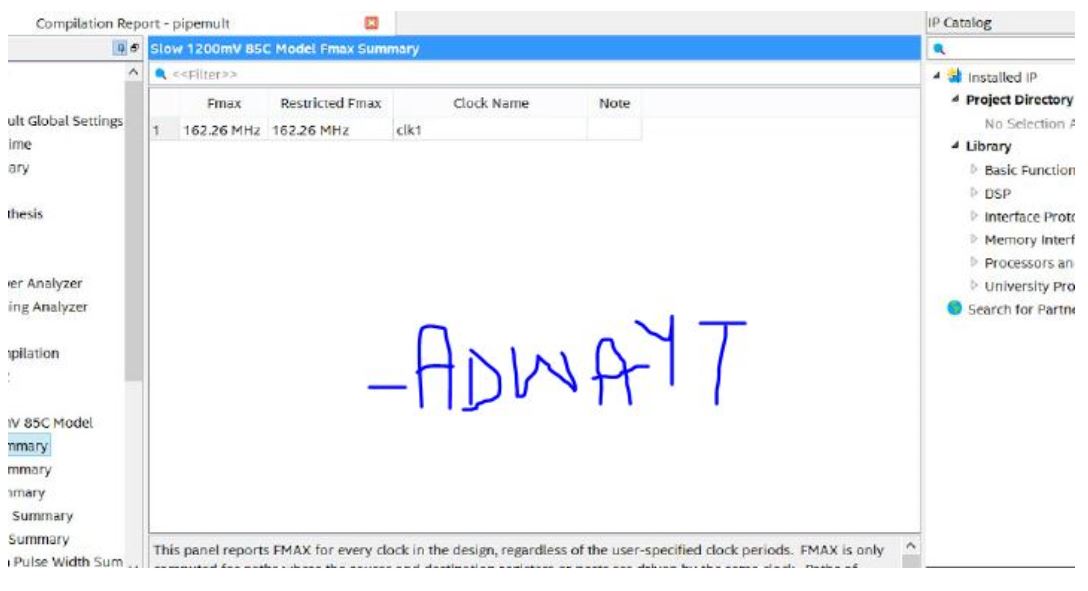 Compilation Report - pipemult
IP Catalog
Slow 1200mV 85C Model Fmax Summary
<<Filter>>
Installed IP
Fmax Restricted Fmax Clock Name Note
Project Directory
ult Global Settings
No Selection A
1 162.26 MHz 162.26 MHz clk1
ime
Library
ary
Basic Function
DSP
thesis
Interface Proto
Memory Interf
Processors an
er Analyzer
University Pro
ing Analyzer
Search for Partne
pilation
-ADWAYT
V 85C Model
mmary
mmary
mary
Summary
Summary
Pulse Width Sum
This panel reports FMAX for every clock in the design, regardless of the user-specified clock periods. FMAX is only